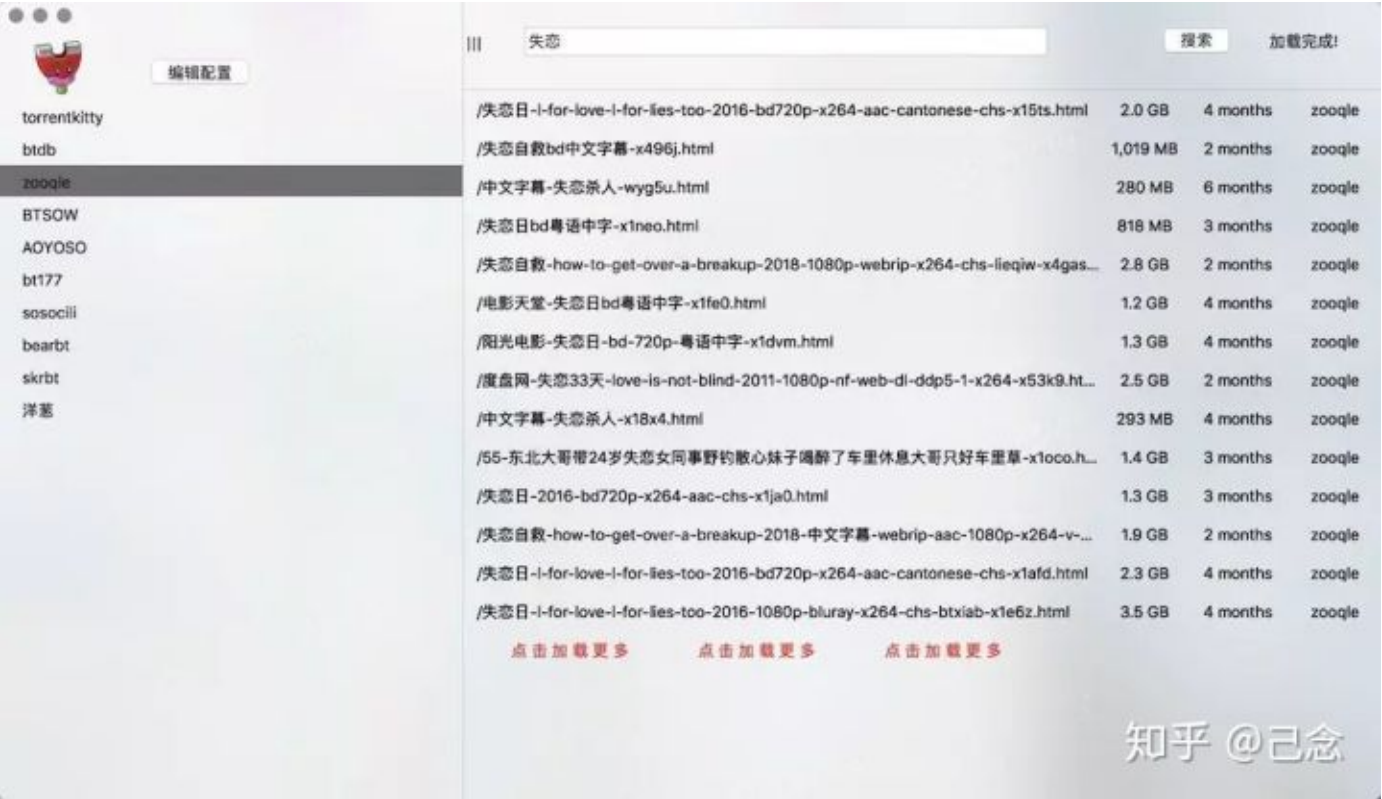 失恋
搜索
加载完成!
编辑配置
torrentkitty
btdb
zooqle
BTSOW
AOYOSO
bt177
sosocili
bearbt
skrbt
洋葱
/失恋日-i-for-love-i-for-lies-too-2016-bd720p-x264-aac-cantonese-chs-x15ts.html 2.0 GB 4 months zooqle
/失恋自救bd中文字幕-x496j.html 1,019 MB 2 months zooqle
/中文字幕-失恋杀人-wyg5u.html 280 MB 6 months zooqle
/失恋日bd粤语中字-x1neo.html 818 MB 3 months zooqle
/失恋自救-how-to-get-over-a-breakup-2018-1080p-webrip-x264-chs-lieqiw-x4gas... 2.8 GB 2 months zooqle
/电影天堂-失恋日bd粤语中字-x1fe0.html 1.2 GB 4 months zooqle
/阳光电影-失恋日-bd-720p-粤语中字-x1dvm.html 1.3 GB 4 months zooqle
/度盘网-失恋33天-love-is-not-blind-2011-1080p-nf-web-dl-ddp5-1-x264-x53k9.ht... 2.5 GB 2 months zooqle
/中文字幕-失恋杀人-x18x4.html 293 MB 4 months zooqle
/55-东北大哥带24岁失恋女同事野钓散心妹子喝醉了车里休息大哥只好车里草-x1oco.h... 1.4 GB 3 months zooqle
/失恋日-2016-bd720p-x264-aac-chs-x1ja0.html 1.3 GB 3 months zooqle
/失恋自救-how-to-get-over-a-breakup-2018-中文字幕-webrip-aac-1080p-x264-v-... 1.9 GB 2 months zooqle
/失恋日-i-for-love-i-for-lies-too-2016-bd720p-x264-aac-cantonese-chs-x1afd.html 2.3 GB 4 months zooqle
/失恋日-i-for-love-i-for-lies-too-2016-1080p-bluray-x264-chs-btxiab-x1e6z.html 3.5 GB 4 months zooqle
点击加载更多 点击加载更多 点击加载更多
知乎 @己念